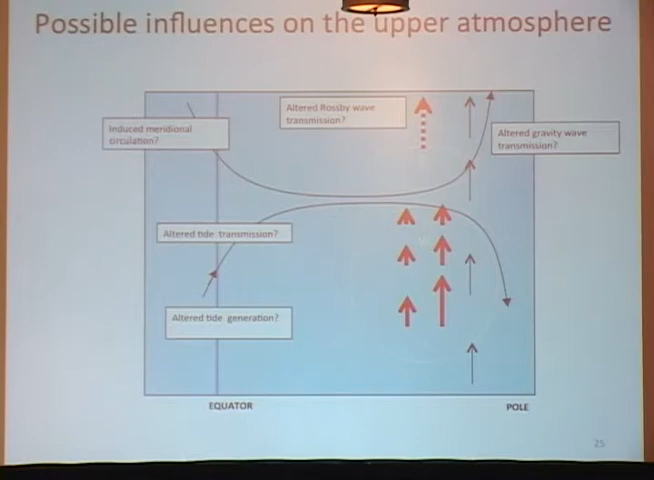 Possible influences on the upper atmosphere
Altered Rossby wave
transmission?
Induced meridional
circulation?
Altered gravity wave
transmission?
Altered tide transmission?
Altered tide generation?
EQUATOR
POLE
25